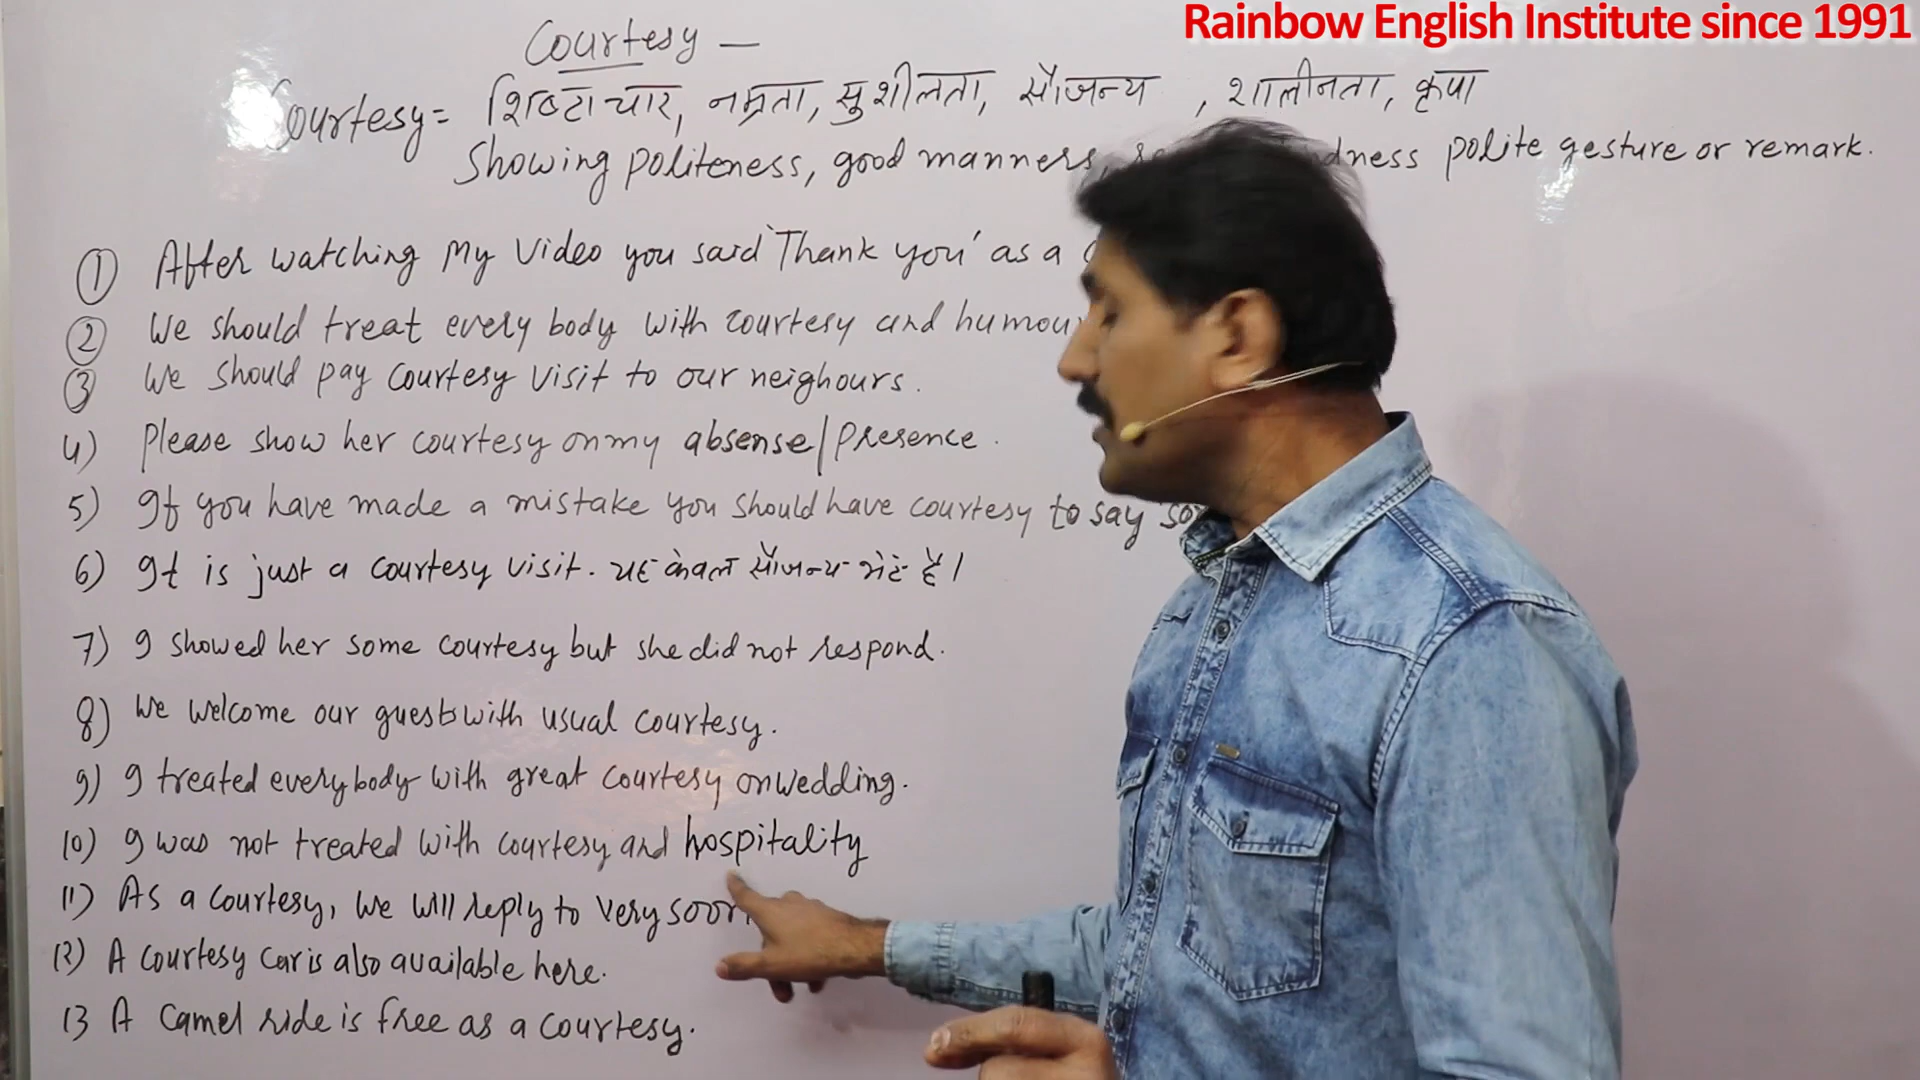 Rainbow English Institute since 1991
Courtesy —
Courtesy = शिष्टाचार, नम्रता, सुशीलता, सौजन्य , शालीनता, कृपा
Showing politeness, good manners, polite gesture or remark.
① After watching My Video you said 'Thank you' as a
② We should treat every body with courtesy and humour
③ We should pay courtesy visit to our neighours.
4) Please show her courtesy on my absense/presence.
5) If you have made a mistake you should have courtesy to say
6) It is just a courtesy visit. यह केवल सौजन्य भेंट है।
7) I showed her some courtesy but she did not respond.
8) We welcome our guests with usual courtesy.
9) I treated everybody with great courtesy on wedding.
10) I was not treated with courtesy and hospitality
11) As a courtesy, we will reply to very soon
12) A courtesy car is also available here.
13 A camel ride is free as a courtesy.